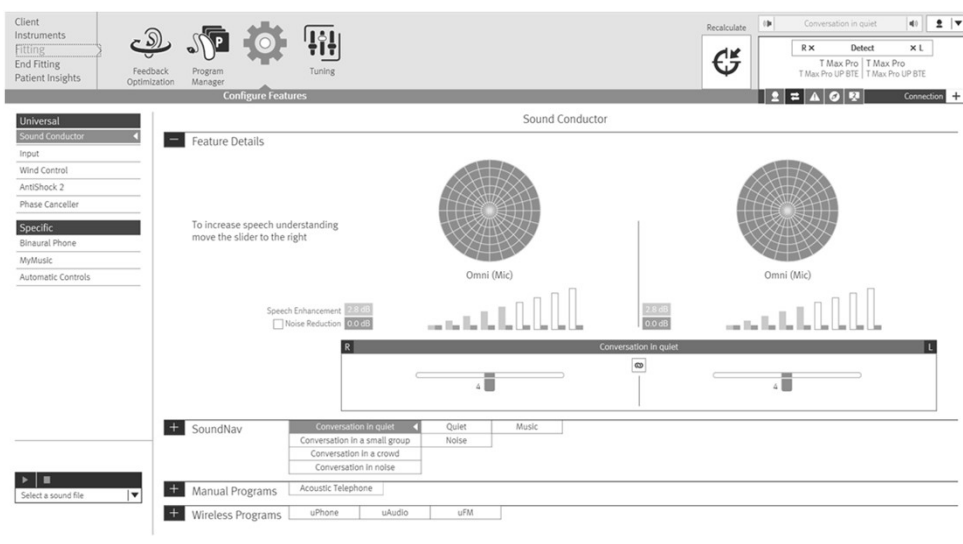 Client
Instruments
Fitting
End Fitting
Patient Insights
Feedback Optimization
Program Manager
P
Tuning
Configure Features
Recalculate
Conversation in quiet
R X Detect X L
T Max Pro T Max Pro
T Max Pro UP BTE T Max Pro UP BTE
Connection +
Universal
Sound Conductor
Input
Wind Control
AntiShock 2
Phase Canceller
Specific
Binaural Phone
MyMusic
Automatic Controls
Select a sound file
Sound Conductor
Feature Details
To increase speech understanding
move the slider to the right
Omni (Mic) Omni (Mic)
Speech Enhancement 2.8 dB 2.8 dB
Noise Reduction 0.0 dB 0.0 dB
R Conversation in quiet L
4 4
+ SoundNav Conversation in quiet Quiet Music
Conversation in a small group Noise
Conversation in a crowd
Conversation in noise
+ Manual Programs Acoustic Telephone
+ Wireless Programs uPhone uAudio uFM